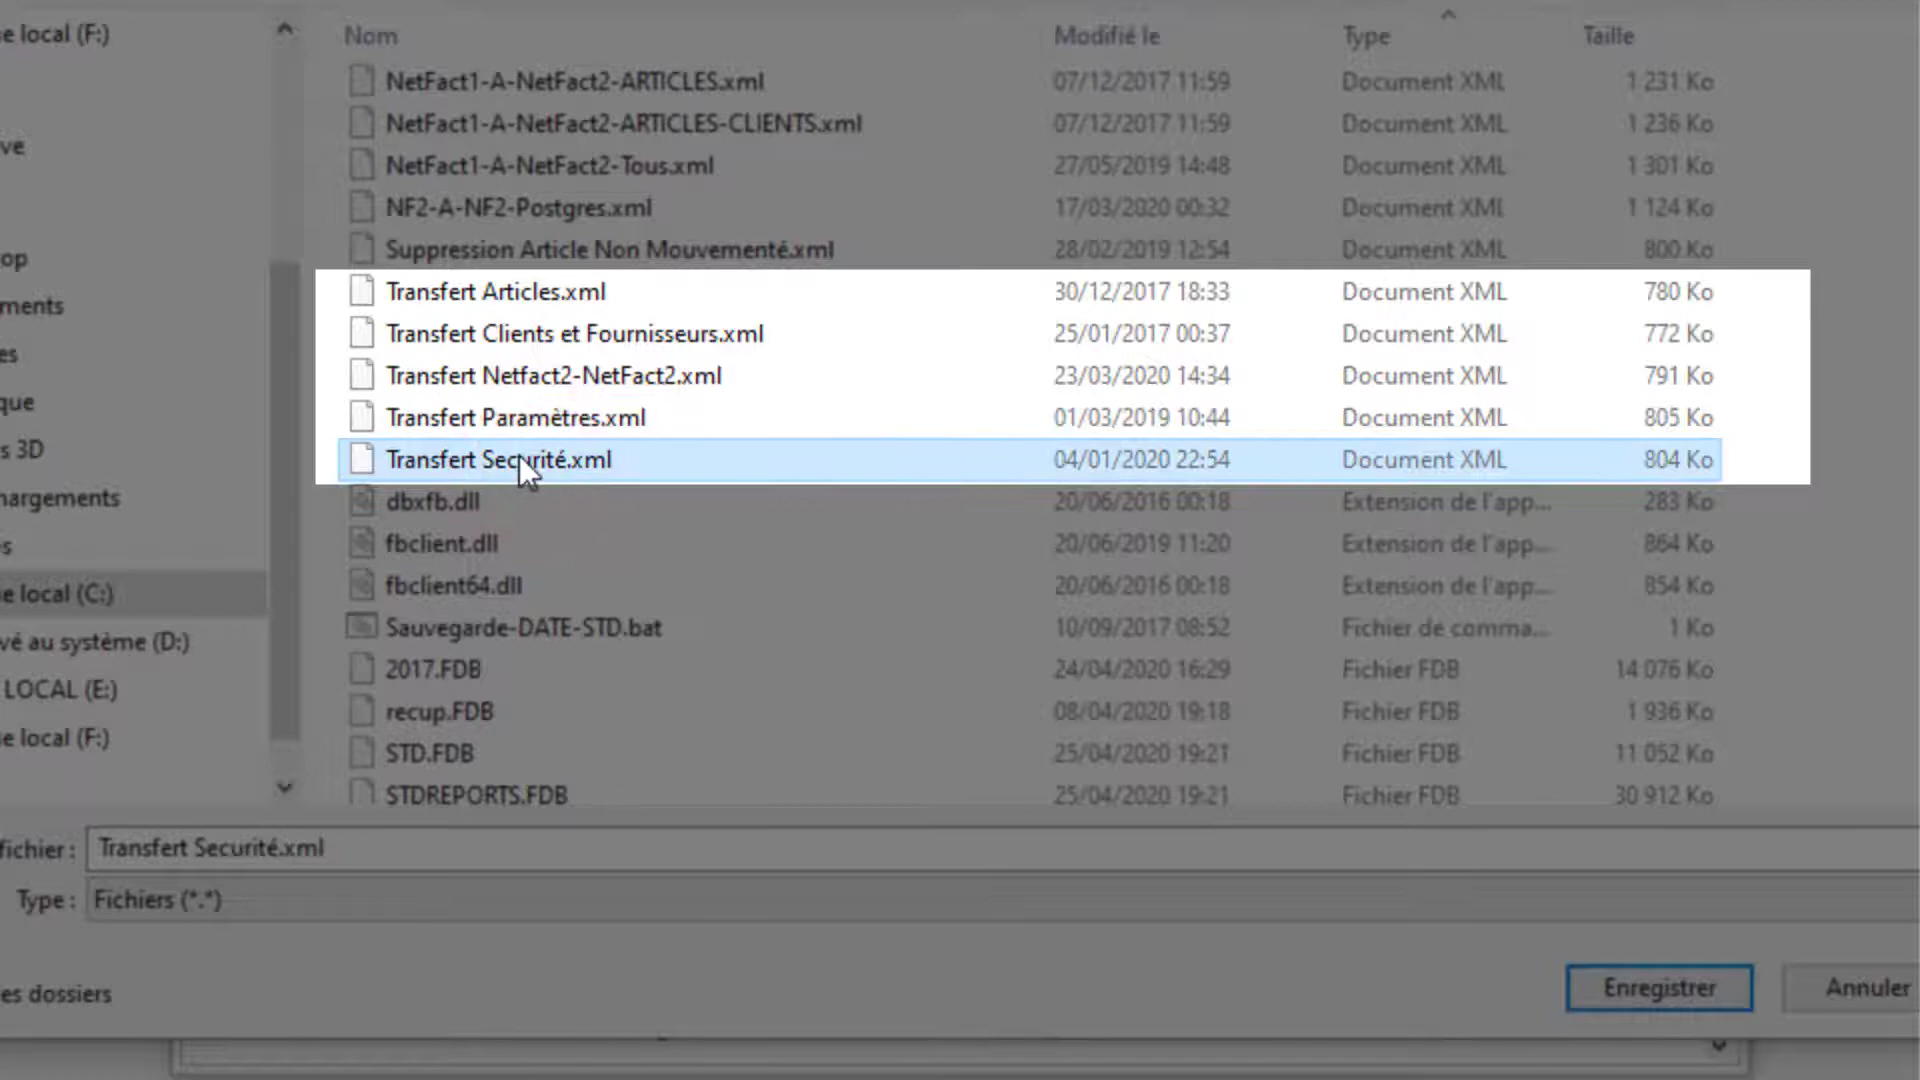 e local (F:)
ve
op
ments
es
que
s 3D
hargements
s
e local (C:)
vé au système (D:)
LOCAL (E:)
e local (F:)
Nom Modifié le Type Taille
NetFact1-A-NetFact2-ARTICLES.xml 07/12/2017 11:59 Document XML 1 231 Ko
NetFact1-A-NetFact2-ARTICLES-CLIENTS.xml 07/12/2017 11:59 Document XML 1 236 Ko
NetFact1-A-NetFact2-Tous.xml 27/05/2019 14:48 Document XML 1 301 Ko
NF2-A-NF2-Postgres.xml 17/03/2020 00:32 Document XML 1 124 Ko
Suppression Article Non Mouvementé.xml 28/02/2019 12:54 Document XML 800 Ko
Transfert Articles.xml 30/12/2017 18:33 Document XML 780 Ko
Transfert Clients et Fournisseurs.xml 25/01/2017 00:37 Document XML 772 Ko
Transfert Netfact2-NetFact2.xml 23/03/2020 14:34 Document XML 791 Ko
Transfert Paramètres.xml 01/03/2019 10:44 Document XML 805 Ko
Transfert Securité.xml 04/01/2020 22:54 Document XML 804 Ko
dbxfb.dll 20/06/2016 00:18 Extension de l'app... 283 Ko
fbclient.dll 20/06/2019 11:20 Extension de l'app... 864 Ko
fbclient64.dll 20/06/2016 00:18 Extension de l'app... 854 Ko
Sauvegarde-DATE-STD.bat 10/09/2017 08:52 Fichier de comma... 1 Ko
2017.FDB 24/04/2020 16:29 Fichier FDB 14 076 Ko
recup.FDB 08/04/2020 19:18 Fichier FDB 1 936 Ko
STD.FDB 25/04/2020 19:21 Fichier FDB 11 052 Ko
STDREPORTS.FDB 25/04/2020 19:21 Fichier FDB 30 912 Ko
fichier : Transfert Securité.xml
Type : Fichiers (*.*)
es dossiers
Enregistrer Annuler